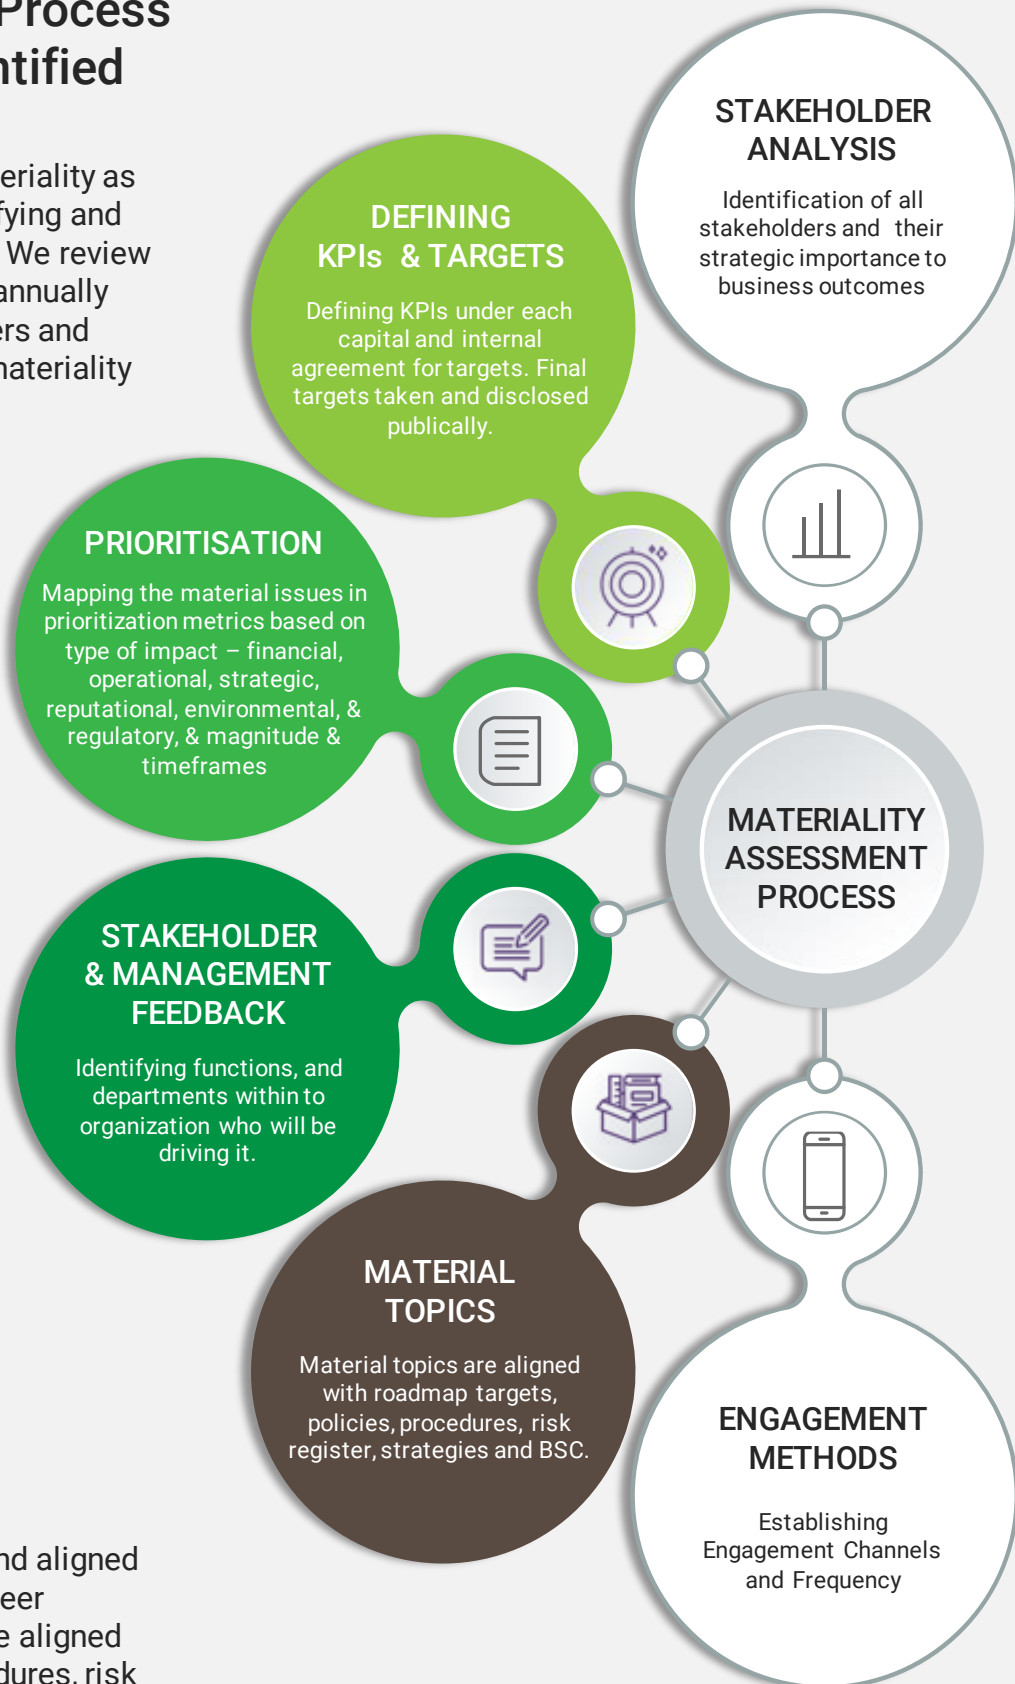 Process
ntified
eriality as
fying and
We review
annually
ers and
materiality
STAKEHOLDER
ANALYSIS
Identification of all
stakeholders and their
strategic importance to
business outcomes
DEFINING
KPIs & TARGETS
Defining KPIs under each
capital and internal
agreement for targets. Final
targets taken and disclosed
publically.
PRIORITISATION
Mapping the material issues in
prioritization metrics based on
type of impact – financial,
operational, strategic,
reputational, environmental, &
regulatory, & magnitude &
timeframes
MATERIALITY
ASSESSMENT
PROCESS
STAKEHOLDER
& MANAGEMENT
FEEDBACK
Identifying functions, and
departments within to
organization who will be
driving it.
MATERIAL
TOPICS
Material topics are aligned
with roadmap targets,
policies, procedures, risk
register, strategies and BSC.
ENGAGEMENT
METHODS
Establishing
Engagement Channels
and Frequency
nd aligned
eer
e aligned
dures, risk